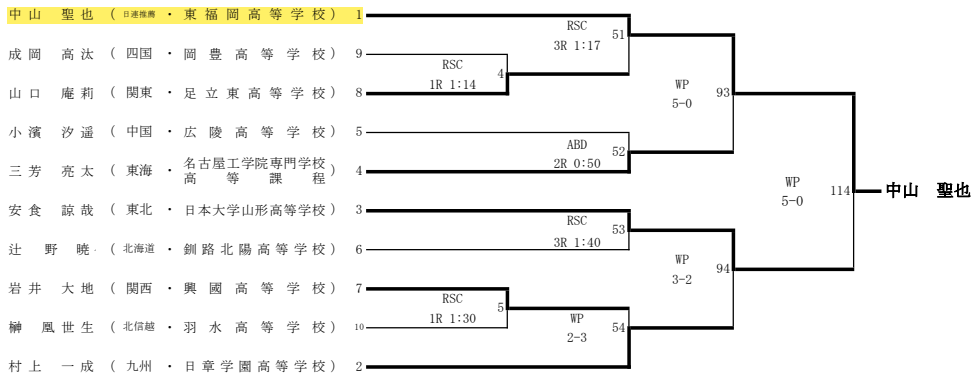 中山 聖也 ( 日連推薦 ・ 東福岡高等学校 ) 1
成岡 高汰 ( 四国 ・ 岡豊高等学校 ) 9
山口 庵莉 ( 関東 ・ 足立東高等学校 ) 8
小濱 汐遥 ( 中国 ・ 広陵高等学校 ) 5
三芳 亮太 ( 東海 ・ 名古屋工学院専門学校
高等課程 ) 4
安食 諒哉 ( 東北 ・ 日本大学山形高等学校 ) 3
辻野 暁 ( 北海道 ・ 釧路北陽高等学校 ) 6
岩井 大地 ( 関西 ・ 興國高等学校 ) 7
榊 凰世生 ( 北信越 ・ 羽水高等学校 ) 10
村上 一成 ( 九州 ・ 日章学園高等学校 ) 2
RSC
1R 1:14
4
RSC
3R 1:17
51
ABD
2R 0:50
52
WP
5-0
93
RSC
3R 1:40
53
RSC
1R 1:30
5
WP
2-3
54
WP
3-2
94
WP
5-0
114
中山 聖也